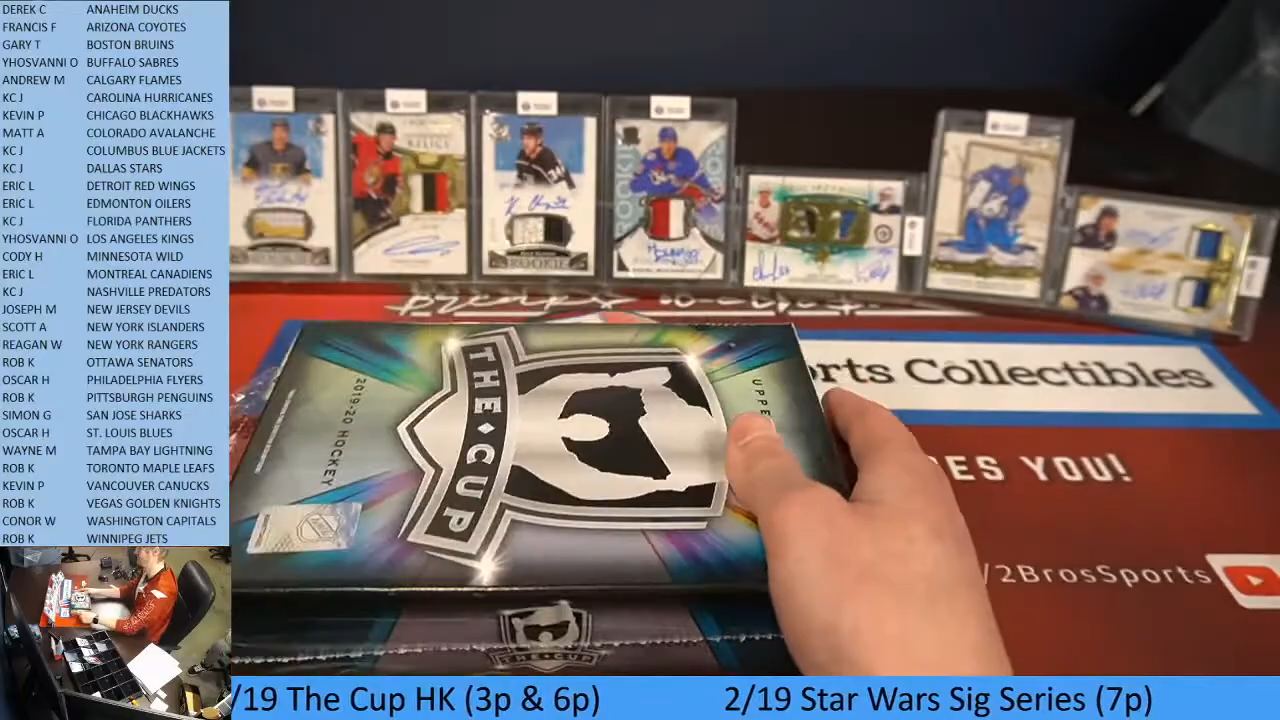 DEREK C ANAHEIM DUCKS
FRANCIS F ARIZONA COYOTES
GARY T BOSTON BRUINS
YHOSVANNI O BUFFALO SABRES
ANDREW M CALGARY FLAMES
KC J CAROLINA HURRICANES
KEVIN P CHICAGO BLACKHAWKS
MATT A COLORADO AVALANCHE
KC J COLUMBUS BLUE JACKETS
KC J DALLAS STARS
ERIC L DETROIT RED WINGS
ERIC L EDMONTON OILERS
KC J FLORIDA PANTHERS
YHOSVANNI O LOS ANGELES KINGS
CODY H MINNESOTA WILD
ERIC L MONTREAL CANADIENS
KC J NASHVILLE PREDATORS
JOSEPH M NEW JERSEY DEVILS
SCOTT A NEW YORK ISLANDERS
REAGAN W NEW YORK RANGERS
ROB K OTTAWA SENATORS
OSCAR H PHILADELPHIA FLYERS
ROB K PITTSBURGH PENGUINS
SIMON G SAN JOSE SHARKS
OSCAR H ST. LOUIS BLUES
WAYNE M TAMPA BAY LIGHTNING
ROB K TORONTO MAPLE LEAFS
KEVIN P VANCOUVER CANUCKS
ROB K VEGAS GOLDEN KNIGHTS
CONOR W WASHINGTON CAPITALS
ROB K WINNIPEG JETS
ROOKIE
ROOKIE
THE CUP
2019-20 HOCKEY
UPPE
THE CUP
rts Collectibles
DES YOU!
/2BrosSports
/19 The Cup HK (3p & 6p)
2/19 Star Wars Sig Series (7p)